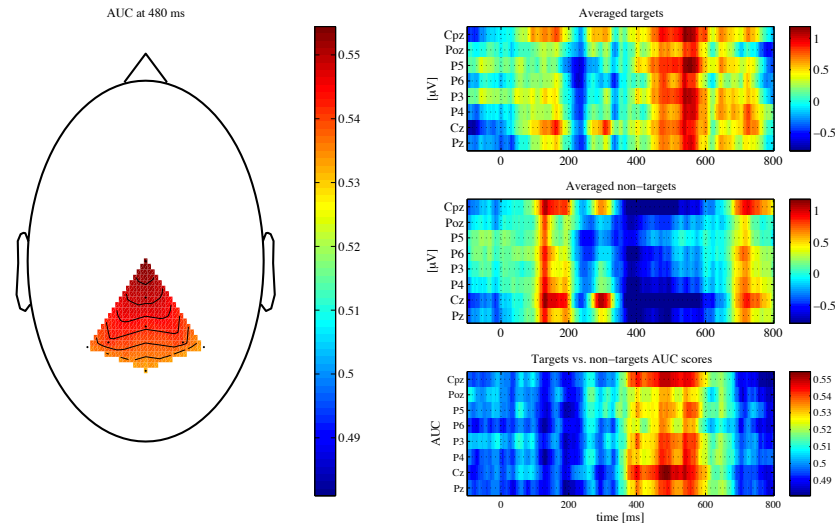 AUC at 480 ms
0.55
0.54
0.53
0.52
0.51
0.5
0.49
Averaged targets
Cpz
Poz
P5
P6
P3
P4
Cz
Pz
[µV]
0 200 400 600 800
1
0.5
0
−0.5
Averaged non−targets
Cpz
Poz
P5
P6
P3
P4
Cz
Pz
[µV]
0 200 400 600 800
1
0.5
0
−0.5
Targets vs. non−targets AUC scores
Cpz
Poz
P5
P6
P3
P4
Cz
Pz
AUC
0 200 400 600 800
time [ms]
0.55
0.54
0.53
0.52
0.51
0.5
0.49